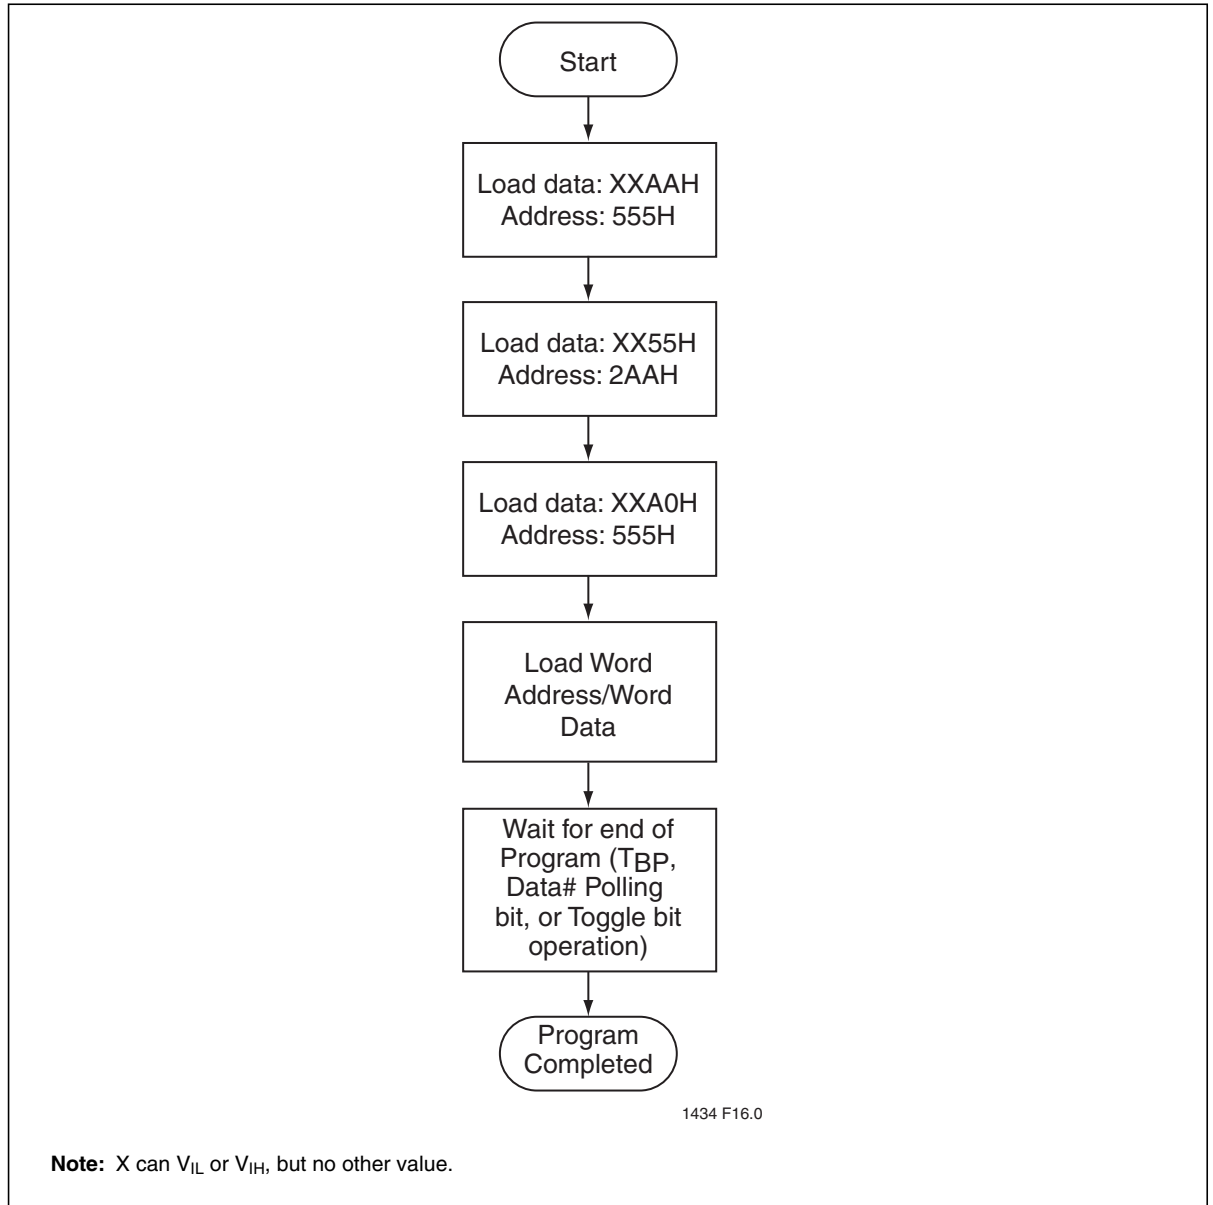 Start
Load data: XXAAH
Address: 555H
Load data: XX55H
Address: 2AAH
Load data: XXA0H
Address: 555H
Load Word
Address/Word
Data
Wait for end of
Program (TBP,
Data# Polling
bit, or Toggle bit
operation)
Program
Completed
1434 F16.0
Note: X can VIL or VIH, but no other value.